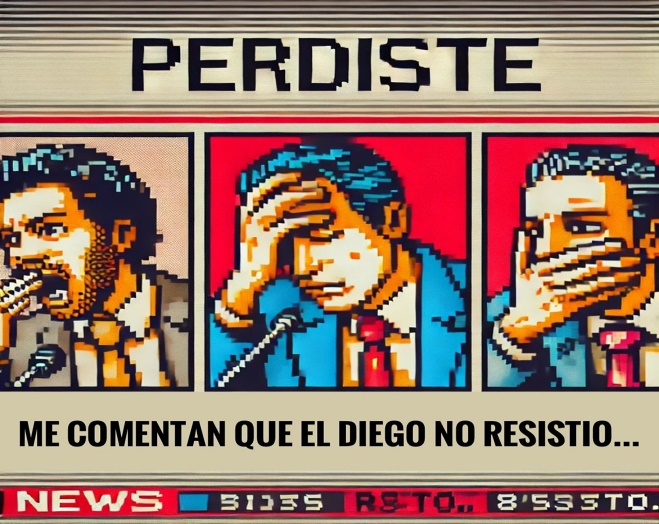 PERDISTE
ME COMENTAN QUE EL DIEGO NO RESISTIO...
NEWS